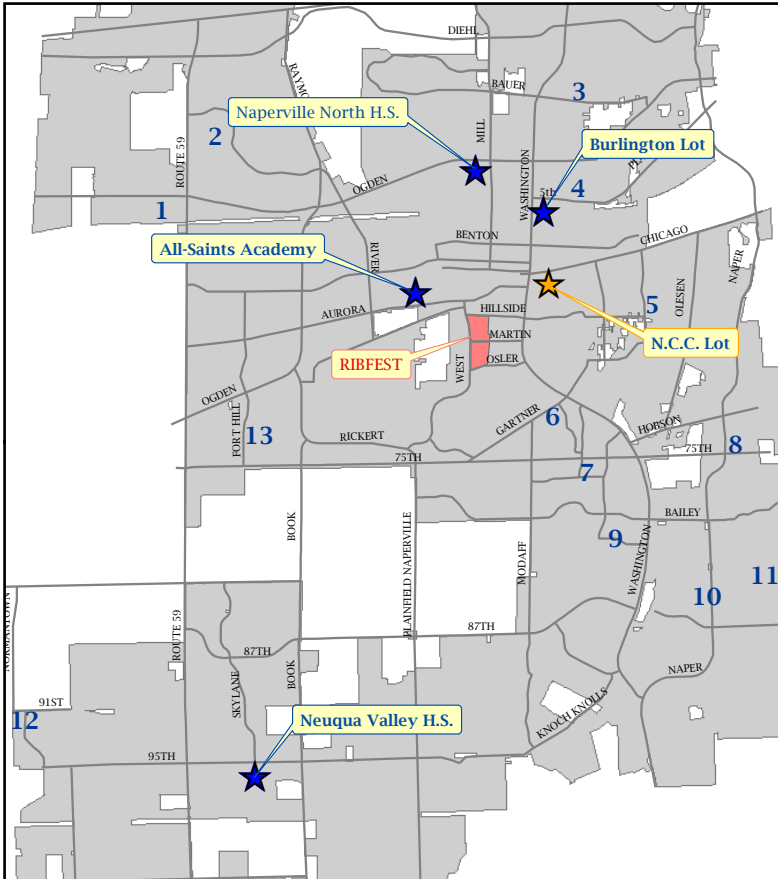 DIEHL
RAYMO
BAUER
3
Naperville North H.S.
MILL
2
Burlington Lot
ROUTE 59
OGDEN
WASHINGTON
5th
4
PL
1
BENTON
CHICAGO
All-Saints Academy
RIVER
NAPER
OLESEN
5
AURORA
HILLSIDE
MARTIN
N.C.C. Lot
RIBFEST
WEST
OSLER
OGDEN
FORT HILL
13
RICKERT
GARTNER
6
HOBSON
8
75TH
75TH
7
BOOK
PLAINFIELD NAPERVILLE
MODAFF
BAILEY
9
WASHINGTON
10
11
NORMANTOWN
ROUTE 59
87TH
87TH
BOOK
SKYLANE
NAPER
91ST
12
Neuqua Valley H.S.
KNOCH KNOLLS
95TH